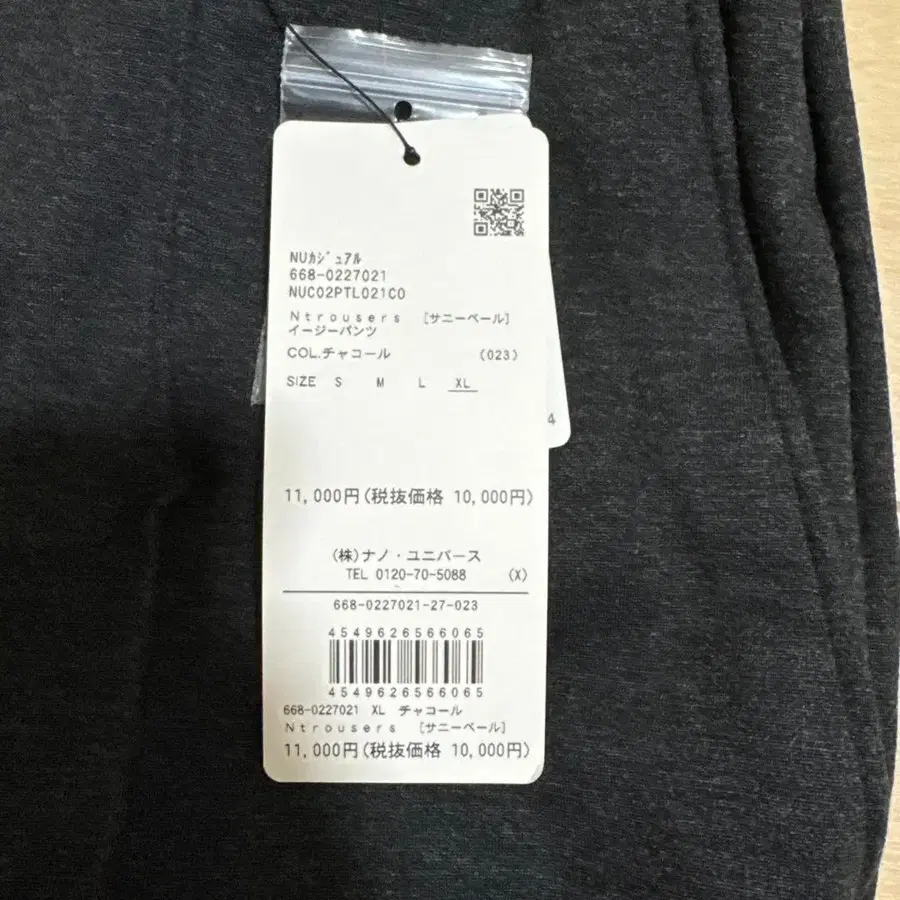 NUｶｼﾞｭｱﾙ
668-0227021
NUC02PTL021CO
Ntrousers [サニーベール]
イージーパンツ
COL.チャコール (023)
SIZE S M L XL
4
11,000円(税抜価格 10,000円)
(株)ナノ・ユニバース
TEL 0120-70-5088 (X)
668-0227021-27-023
4549626566065
4549626566065
668-0227021 XL チャコール
Ntrousers [サニーベール]
11,000円(税抜価格 10,000円)